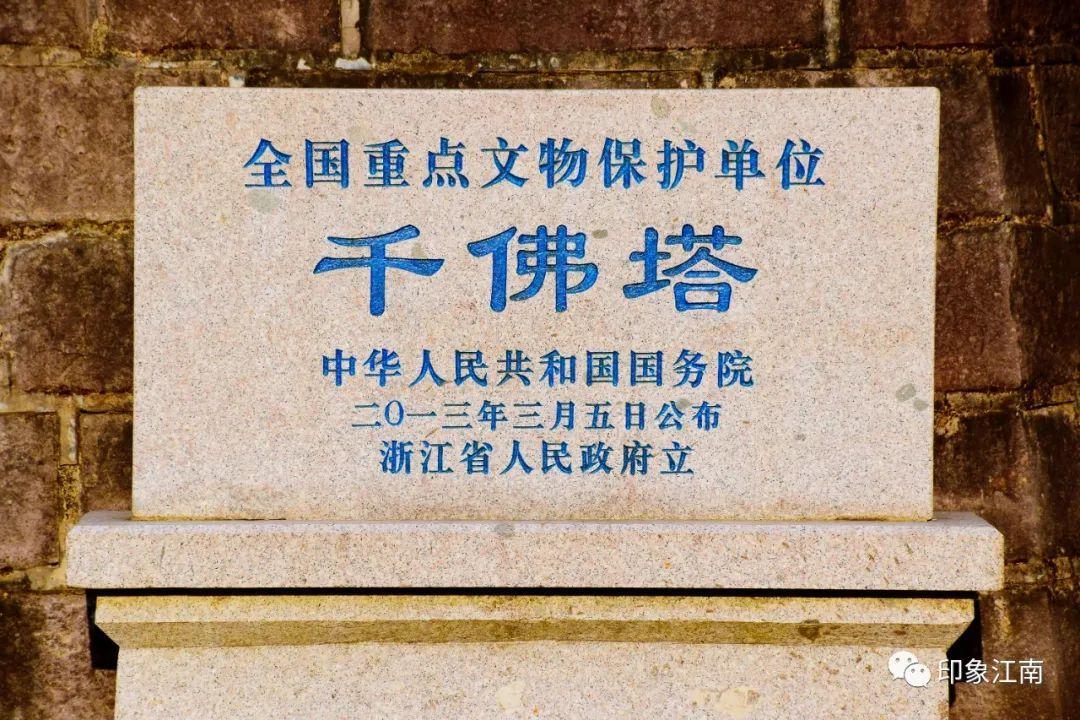 全国重点文物保护单位
千佛塔
中华人民共和国国务院
二〇一三年三月五日公布
浙江省人民政府立
印象江南